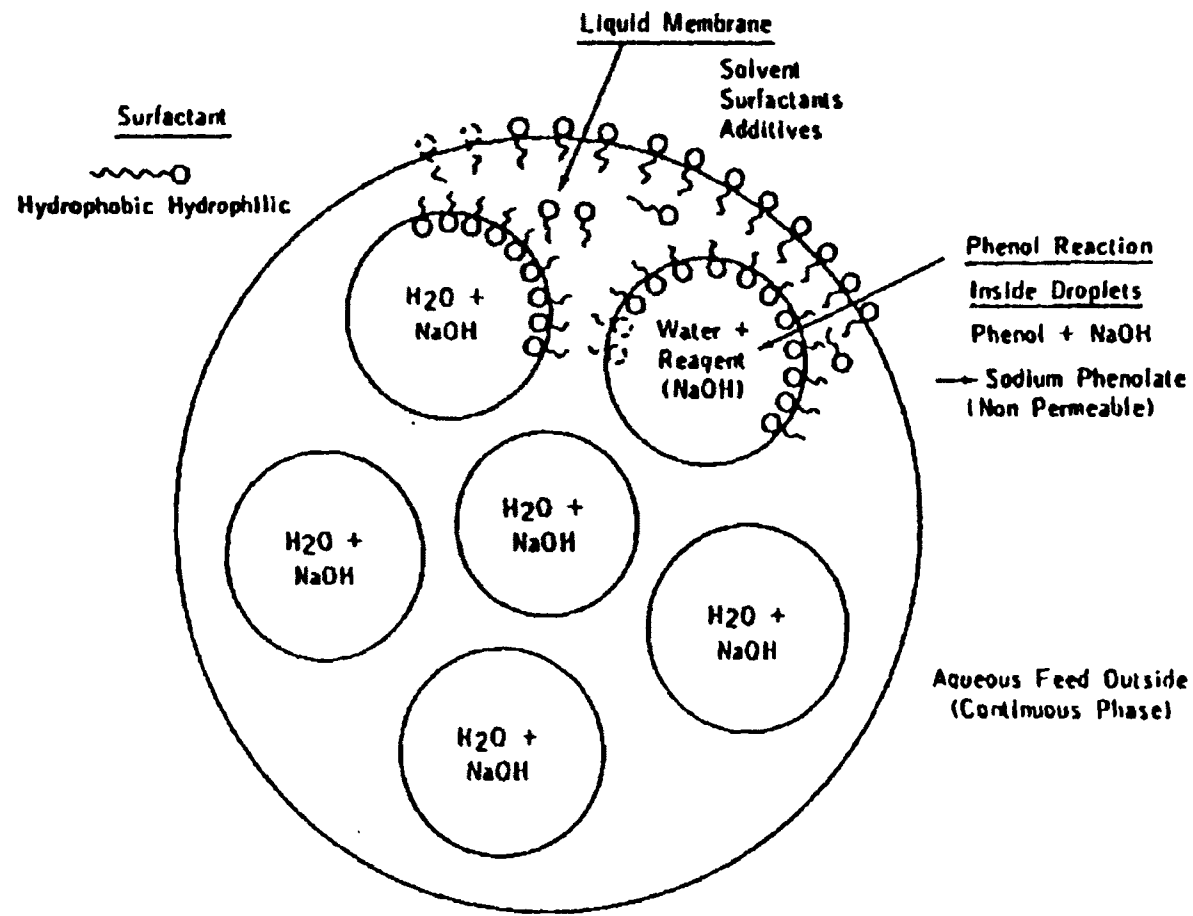 Liquid Membrane
Solvent
Surfactants
Additives
Surfactant
Hydrophobic Hydrophilic
Phenol Reaction
Inside Droplets
Phenol + NaOH
→ Sodium Phenolate
(Non Permeable)
H2O +
NaOH
Water +
Reagent
(NaOH)
H2O +
NaOH
H2O +
NaOH
H2O +
NaOH
H2O +
NaOH
Aqueous Feed Outside
(Continuous Phase)